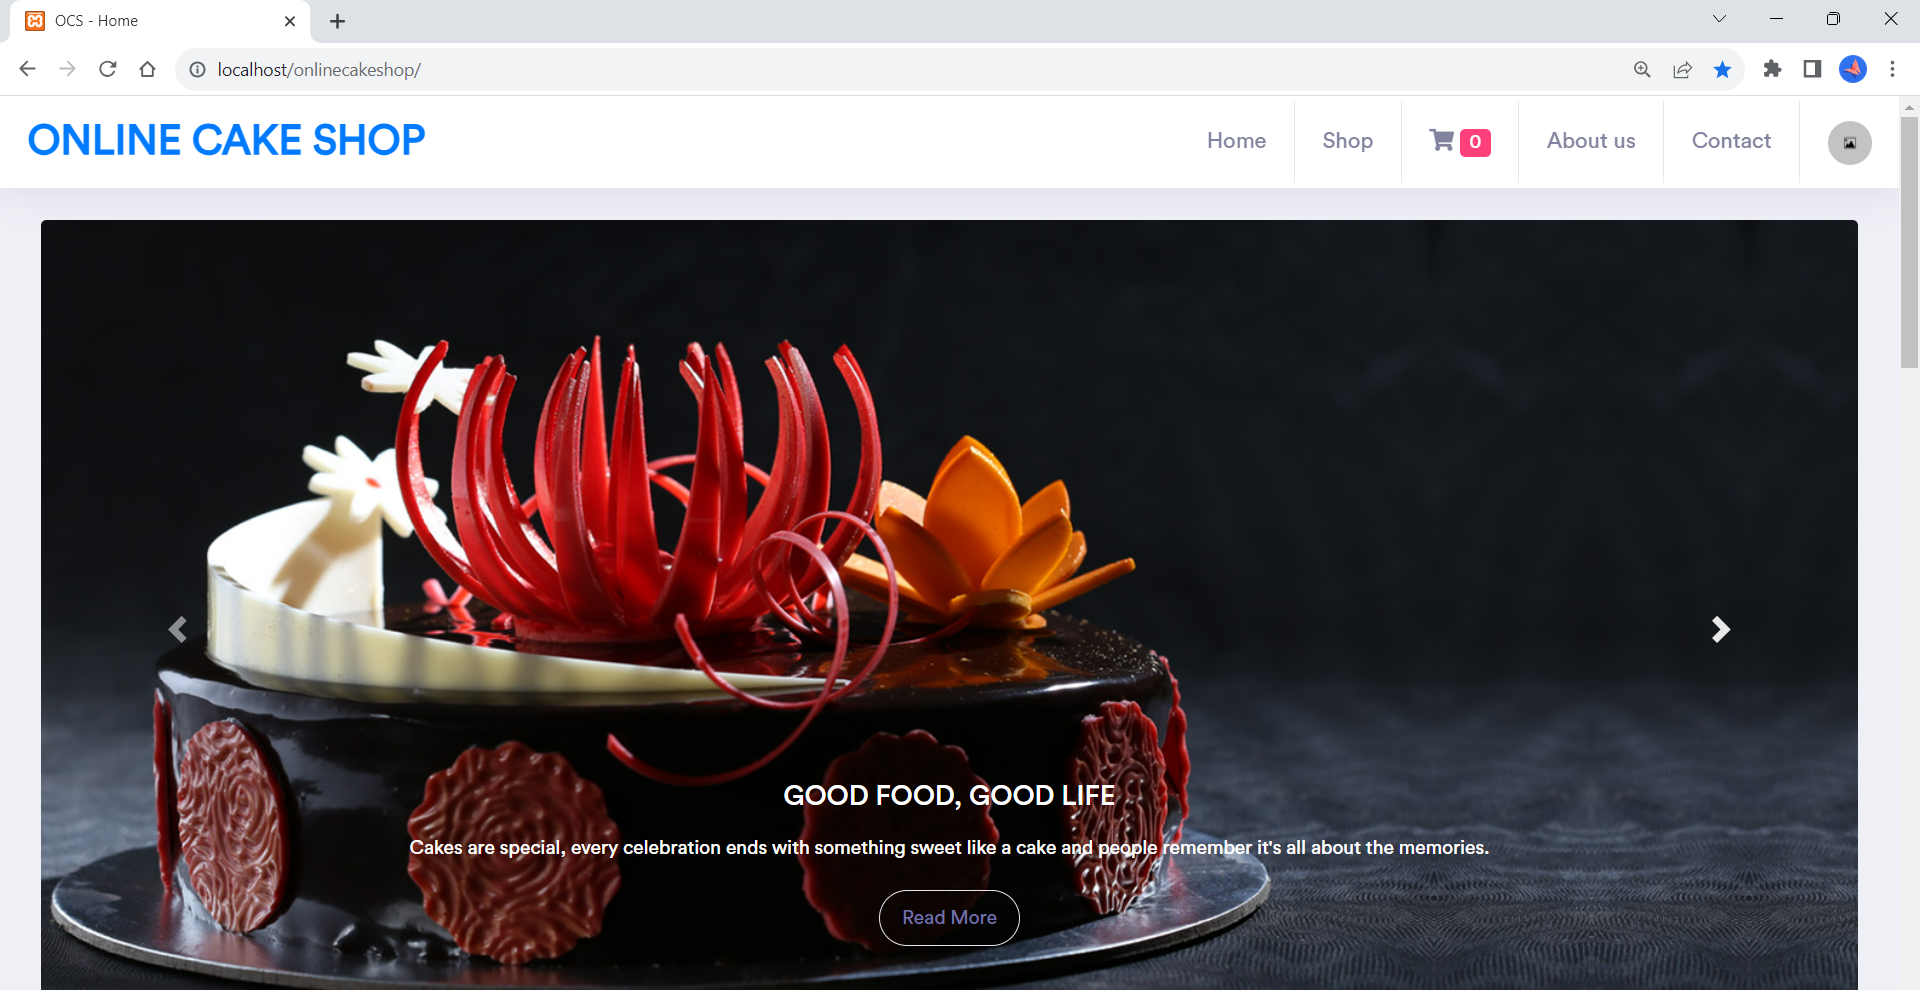 OCS - Home
localhost/onlinecakeshop/
ONLINE CAKE SHOP
Home
Shop
0
About us
Contact
GOOD FOOD, GOOD LIFE
Cakes are special, every celebration ends with something sweet like a cake and people remember it's all about the memories.
Read More